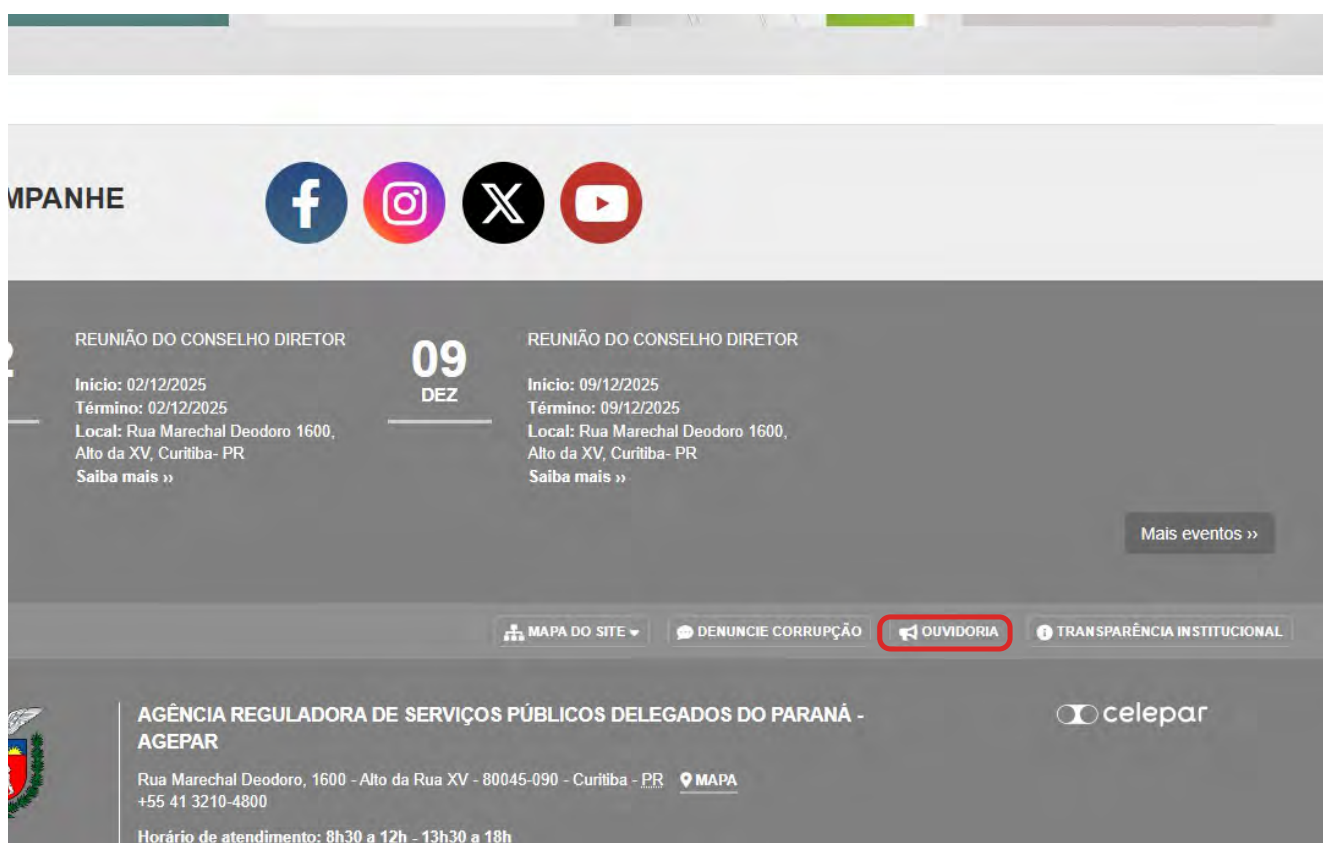 MPANHE
REUNIÃO DO CONSELHO DIRETOR
Início: 02/12/2025
Término: 02/12/2025
Local: Rua Marechal Deodoro 1600,
Alto da XV, Curitiba- PR
Saiba mais ››
09
DEZ
REUNIÃO DO CONSELHO DIRETOR
Início: 09/12/2025
Término: 09/12/2025
Local: Rua Marechal Deodoro 1600,
Alto da XV, Curitiba- PR
Saiba mais ››
Mais eventos ››
MAPA DO SITE
DENUNCIE CORRUPÇÃO
OUVIDORIA
TRANSPARÊNCIA INSTITUCIONAL
AGÊNCIA REGULADORA DE SERVIÇOS PÚBLICOS DELEGADOS DO PARANÁ -
AGEPAR
celepar
Rua Marechal Deodoro, 1600 - Alto da Rua XV - 80045-090 - Curitiba - PR MAPA
+55 41 3210-4800
Horário de atendimento: 8h30 a 12h - 13h30 a 18h